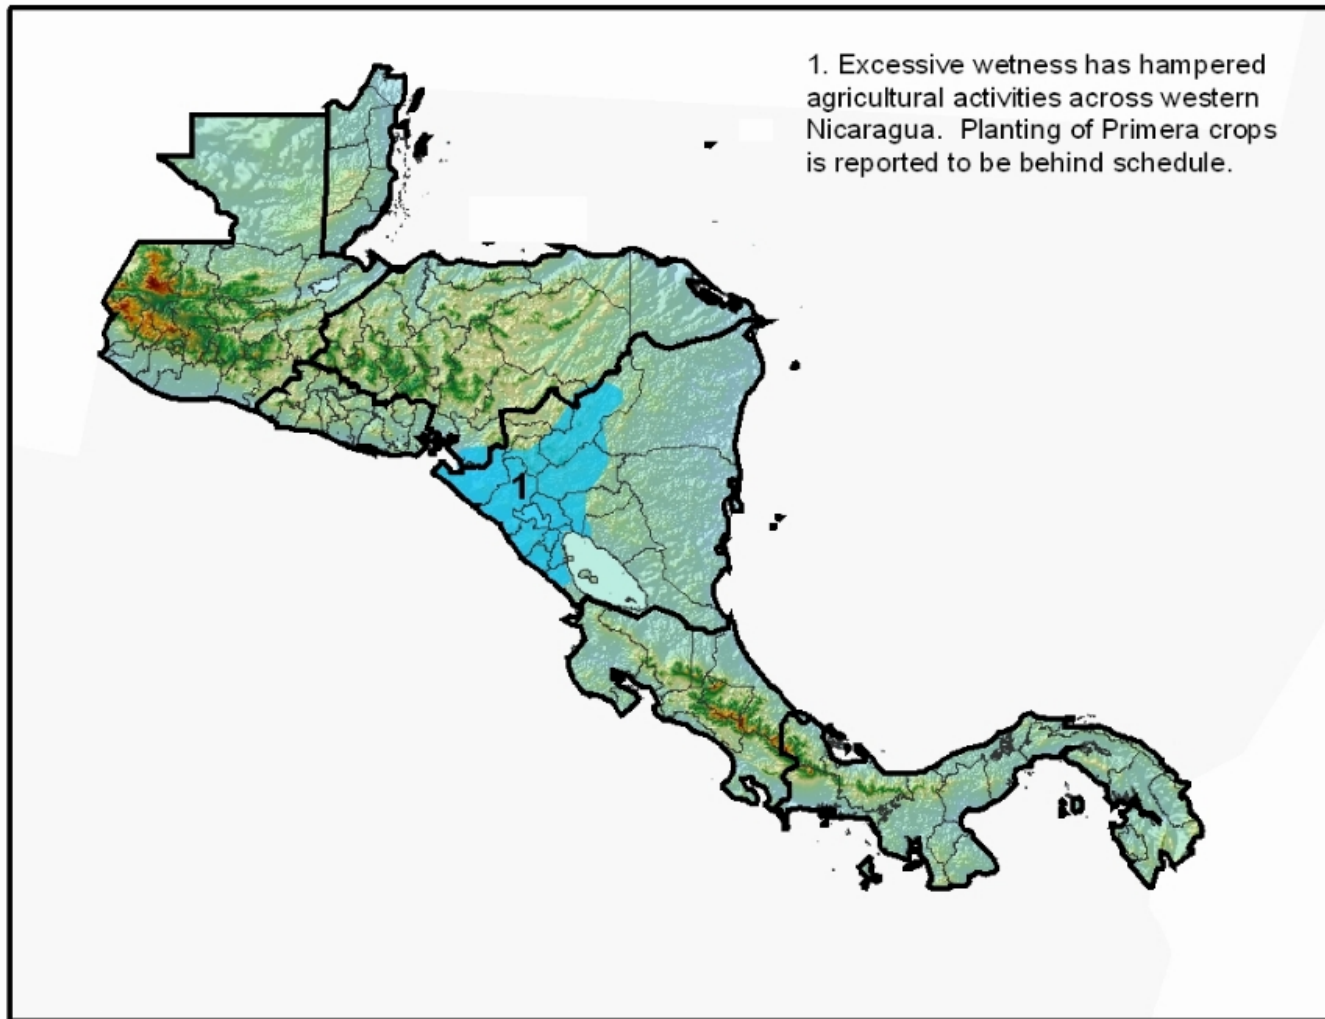 1. Excessive wetness has hampered
agricultural activities across western
Nicaragua.  Planting of Primera crops
is reported to be behind schedule.
1